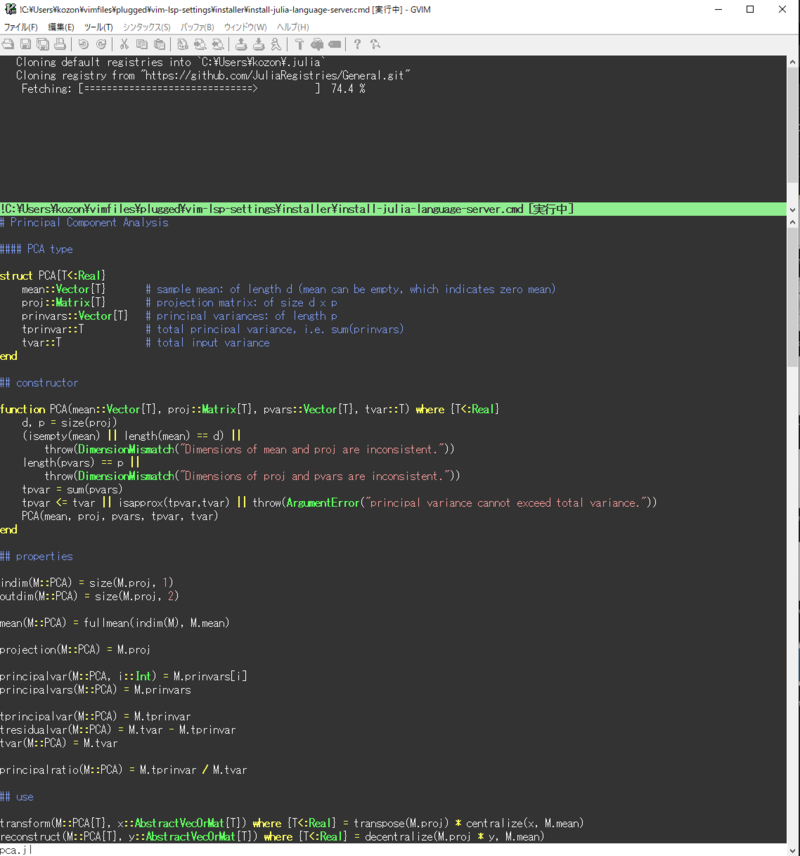 !C:¥Users¥kozon¥vimfiles¥plugged¥vim-lsp-settings¥installer¥install-julia-language-server.cmd [実行中] - GVIM
ファイル(F) 編集(E) ツール(T) シンタックス(S) バッファ(B) ウィンドウ(W) ヘルプ(H)
Cloning default registries into `C:¥Users¥kozon¥.julia`
Cloning registry from "https://github.com/JuliaRegistries/General.git"
Fetching: [==============================>          ]  74.4 %
!C:¥Users¥kozon¥vimfiles¥plugged¥vim-lsp-settings¥installer¥install-julia-language-server.cmd [実行中]
# Principal Component Analysis
#### PCA type
struct PCA{T<:Real}
    mean::Vector{T}       # sample mean: of length d (mean can be empty, which indicates zero mean)
    proj::Matrix{T}       # projection matrix: of size d x p
    prinvars::Vector{T}   # principal variances: of length p
    tprinvar::T           # total principal variance, i.e. sum(prinvars)
    tvar::T               # total input variance
end
## constructor
function PCA(mean::Vector{T}, proj::Matrix{T}, pvars::Vector{T}, tvar::T) where {T<:Real}
    d, p = size(proj)
    (isempty(mean) || length(mean) == d) ||
        throw(DimensionMismatch("Dimensions of mean and proj are inconsistent."))
    length(pvars) == p ||
        throw(DimensionMismatch("Dimensions of proj and pvars are inconsistent."))
    tpvar = sum(pvars)
    tpvar <= tvar || isapprox(tpvar,tvar) || throw(ArgumentError("principal variance cannot exceed total variance."))
    PCA(mean, proj, pvars, tpvar, tvar)
end
## properties
indim(M::PCA) = size(M.proj, 1)
outdim(M::PCA) = size(M.proj, 2)
mean(M::PCA) = fullmean(indim(M), M.mean)
projection(M::PCA) = M.proj
principalvar(M::PCA, i::Int) = M.prinvars[i]
principalvars(M::PCA) = M.prinvars
tprincipalvar(M::PCA) = M.tprinvar
tresidualvar(M::PCA) = M.tvar - M.tprinvar
tvar(M::PCA) = M.tvar
principalratio(M::PCA) = M.tprinvar / M.tvar
## use
transform(M::PCA{T}, x::AbstractVecOrMat{T}) where {T<:Real} = transpose(M.proj) * centralize(x, M.mean)
reconstruct(M::PCA{T}, y::AbstractVecOrMat{T}) where {T<:Real} = decentralize(M.proj * y, M.mean)
pca.jl